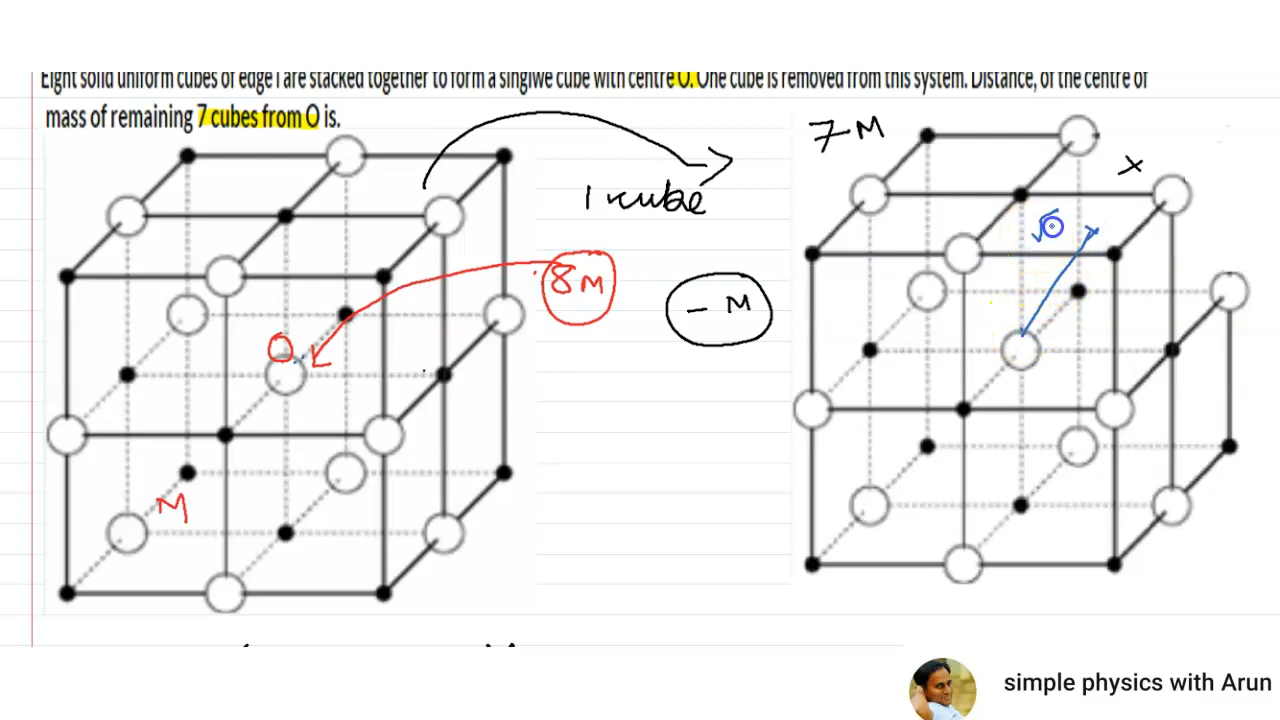 Eight solid uniform cubes of edge l are stacked together to form a singlwe cube with centre O. One cube is removed from this system. Distance, of the centre of
mass of remaining 7 cubes from O is.
7M
x
1 cube
√
8M
- M
O
M
simple physics with Arun